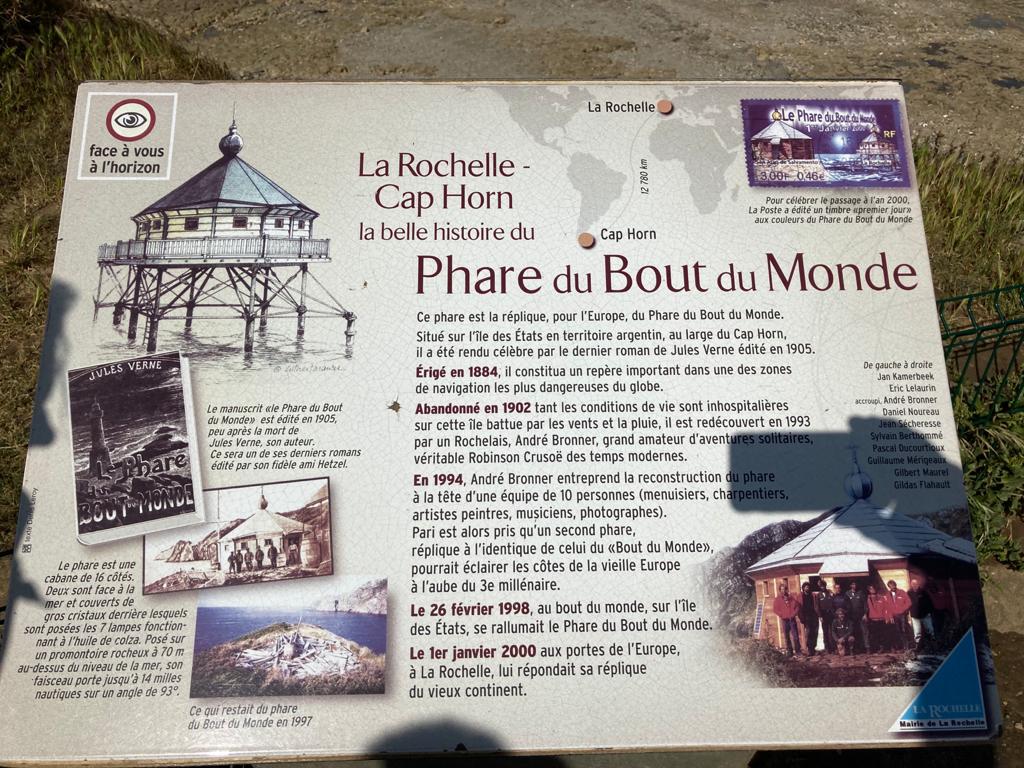 face à vous
à l'horizon
La Rochelle -
Cap Horn
la belle histoire du
Phare du Bout du Monde
La Rochelle
12 780 km
Cap Horn
Le Phare du Bout du Monde
1er Janvier 2000
RF
3,00F 0,46€
Pour célébrer le passage à l'an 2000,
La Poste a édité un timbre «premier jour»
aux couleurs du Phare du Bout du Monde
Ce phare est la réplique, pour l'Europe, du Phare du Bout du Monde.
Situé sur l'île des États en territoire argentin, au large du Cap Horn,
il a été rendu célèbre par le dernier roman de Jules Verne édité en 1905.
Érigé en 1884, il constitua un repère important dans une des zones
de navigation les plus dangereuses du globe.
Abandonné en 1902 tant les conditions de vie sont inhospitalières
sur cette île battue par les vents et la pluie, il est redécouvert en 1993
par un Rochelais, André Bronner, grand amateur d'aventures solitaires,
véritable Robinson Crusoë des temps modernes.
En 1994, André Bronner entreprend la reconstruction du phare
à la tête d'une équipe de 10 personnes (menuisiers, charpentiers,
artistes peintres, musiciens, photographes).
Pari est alors pris qu'un second phare,
réplique à l'identique de celui du «Bout du Monde»,
pourrait éclairer les côtes de la vieille Europe
à l'aube du 3e millénaire.
Le 26 février 1998, au bout du monde, sur l'île
des États, se rallumait le Phare du Bout du Monde.
Le 1er janvier 2000 aux portes de l'Europe,
à La Rochelle, lui répondait sa réplique
du vieux continent.
JULES VERNE
Le Phare
du
BOUT DU MONDE
Le manuscrit «le Phare du Bout
du Monde» est édité en 1905,
peu après la mort de
Jules Verne, son auteur.
Ce sera un de ses derniers romans
édité par son fidèle ami Hetzel.
Le phare est une
cabane de 16 côtés.
Deux sont face à la
mer et couverts de
gros cristaux derrière lesquels
sont posées les 7 lampes fonction-
nant à l'huile de colza. Posé sur
un promontoire rocheux à 70 m
au-dessus du niveau de la mer, son
faisceau porte jusqu'à 14 milles
nautiques sur un angle de 93°.
Ce qui restait du phare
du Bout du Monde en 1997
De gauche à droite
Jan Kamerbeek
Eric Lelaurin
accroupi, André Bronner
Daniel Noureau
Jean Sécheresse
Sylvain Berthommé
Pascal Ducourtioux
Guillaume Mérigeaux
Gilbert Maurel
Gildas Flahault
LA ROCHELLE
Mairie de La Rochelle